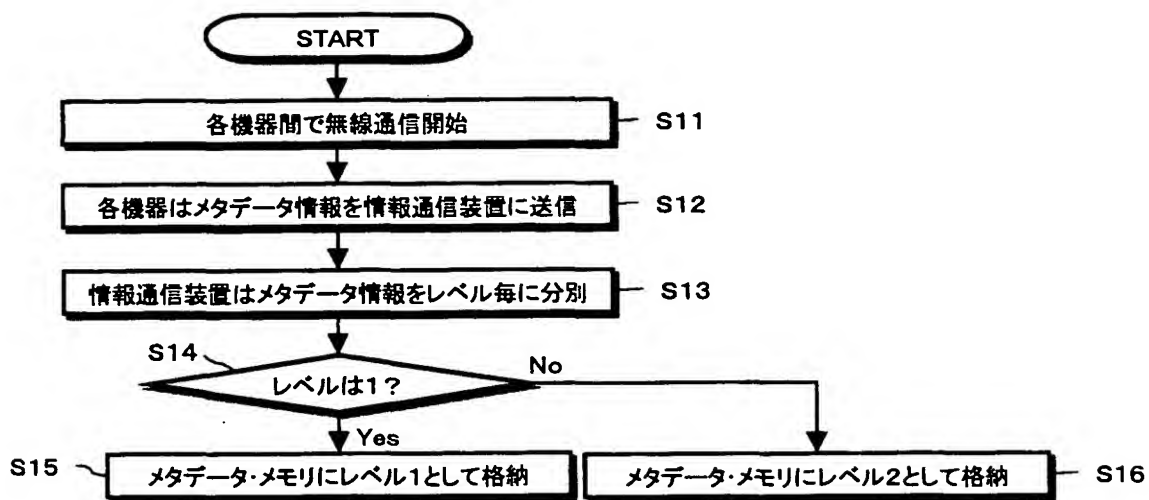 START
各機器間で無線通信開始
S11
各機器はメタデータ情報を情報通信装置に送信
S12
情報通信装置はメタデータ情報をレベル毎に分別
S13
S14
レベルは1?
No
Yes
S15
メタデータ・メモリにレベル1として格納
メタデータ・メモリにレベル2として格納
S16